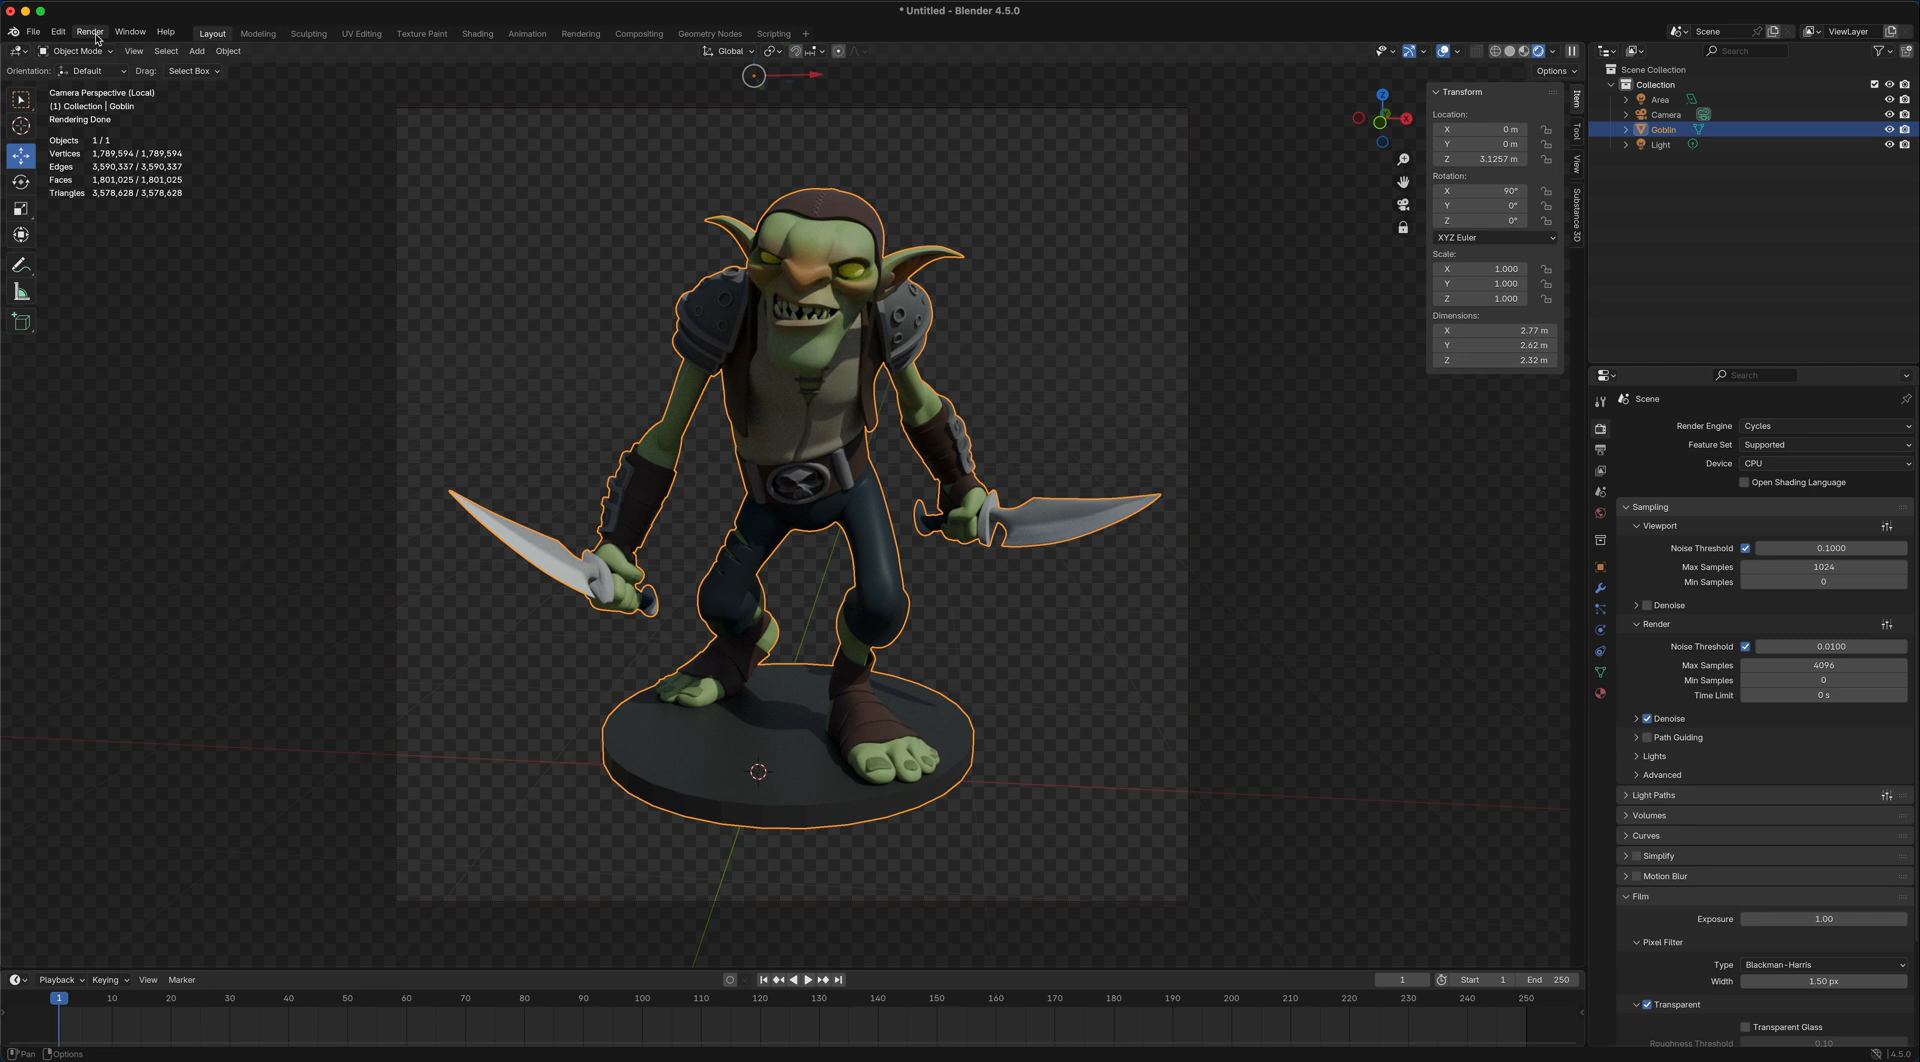 * Untitled - Blender 4.5.0
File Edit Render Window Help Layout Modeling Sculpting UV Editing Texture Paint Shading Animation Rendering Compositing Geometry Nodes Scripting + Scene ViewLayer
Object Mode View Select Add Object Global Search
Orientation: Default Drag: Select Box Options
Camera Perspective (Local)
(1) Collection | Goblin
Rendering Done
Objects 1 / 1
Vertices 1,789,594 / 1,789,594
Edges 3,590,337 / 3,590,337
Faces 1,801,025 / 1,801,025
Triangles 3,578,628 / 3,578,628
Z
X
Transform
Location:
X 0 m
Y 0 m
Z 3.1257 m
Rotation:
X 90°
Y 0°
Z 0°
XYZ Euler
Scale:
X 1.000
Y 1.000
Z 1.000
Dimensions:
X 2.77 m
Y 2.62 m
Z 2.32 m
Item
Tool
View
Substance 3D
Scene Collection
Collection
Area
Camera
Goblin
Light
Search
Scene
Render Engine Cycles
Feature Set Supported
Device CPU
Open Shading Language
Sampling
Viewport
Noise Threshold 0.1000
Max Samples 1024
Min Samples 0
Denoise
Render
Noise Threshold 0.0100
Max Samples 4096
Min Samples 0
Time Limit 0 s
Denoise
Path Guiding
Lights
Advanced
Light Paths
Volumes
Curves
Simplify
Motion Blur
Film
Exposure 1.00
Pixel Filter
Type Blackman-Harris
Width 1.50 px
Transparent
Transparent Glass
Roughness Threshold 0.10
Playback Keying View Marker 1 Start 1 End 250
1 10 20 30 40 50 60 70 80 90 100 110 120 130 140 150 160 170 180 190 200 210 220 230 240 250
Pan Options 4.5.0